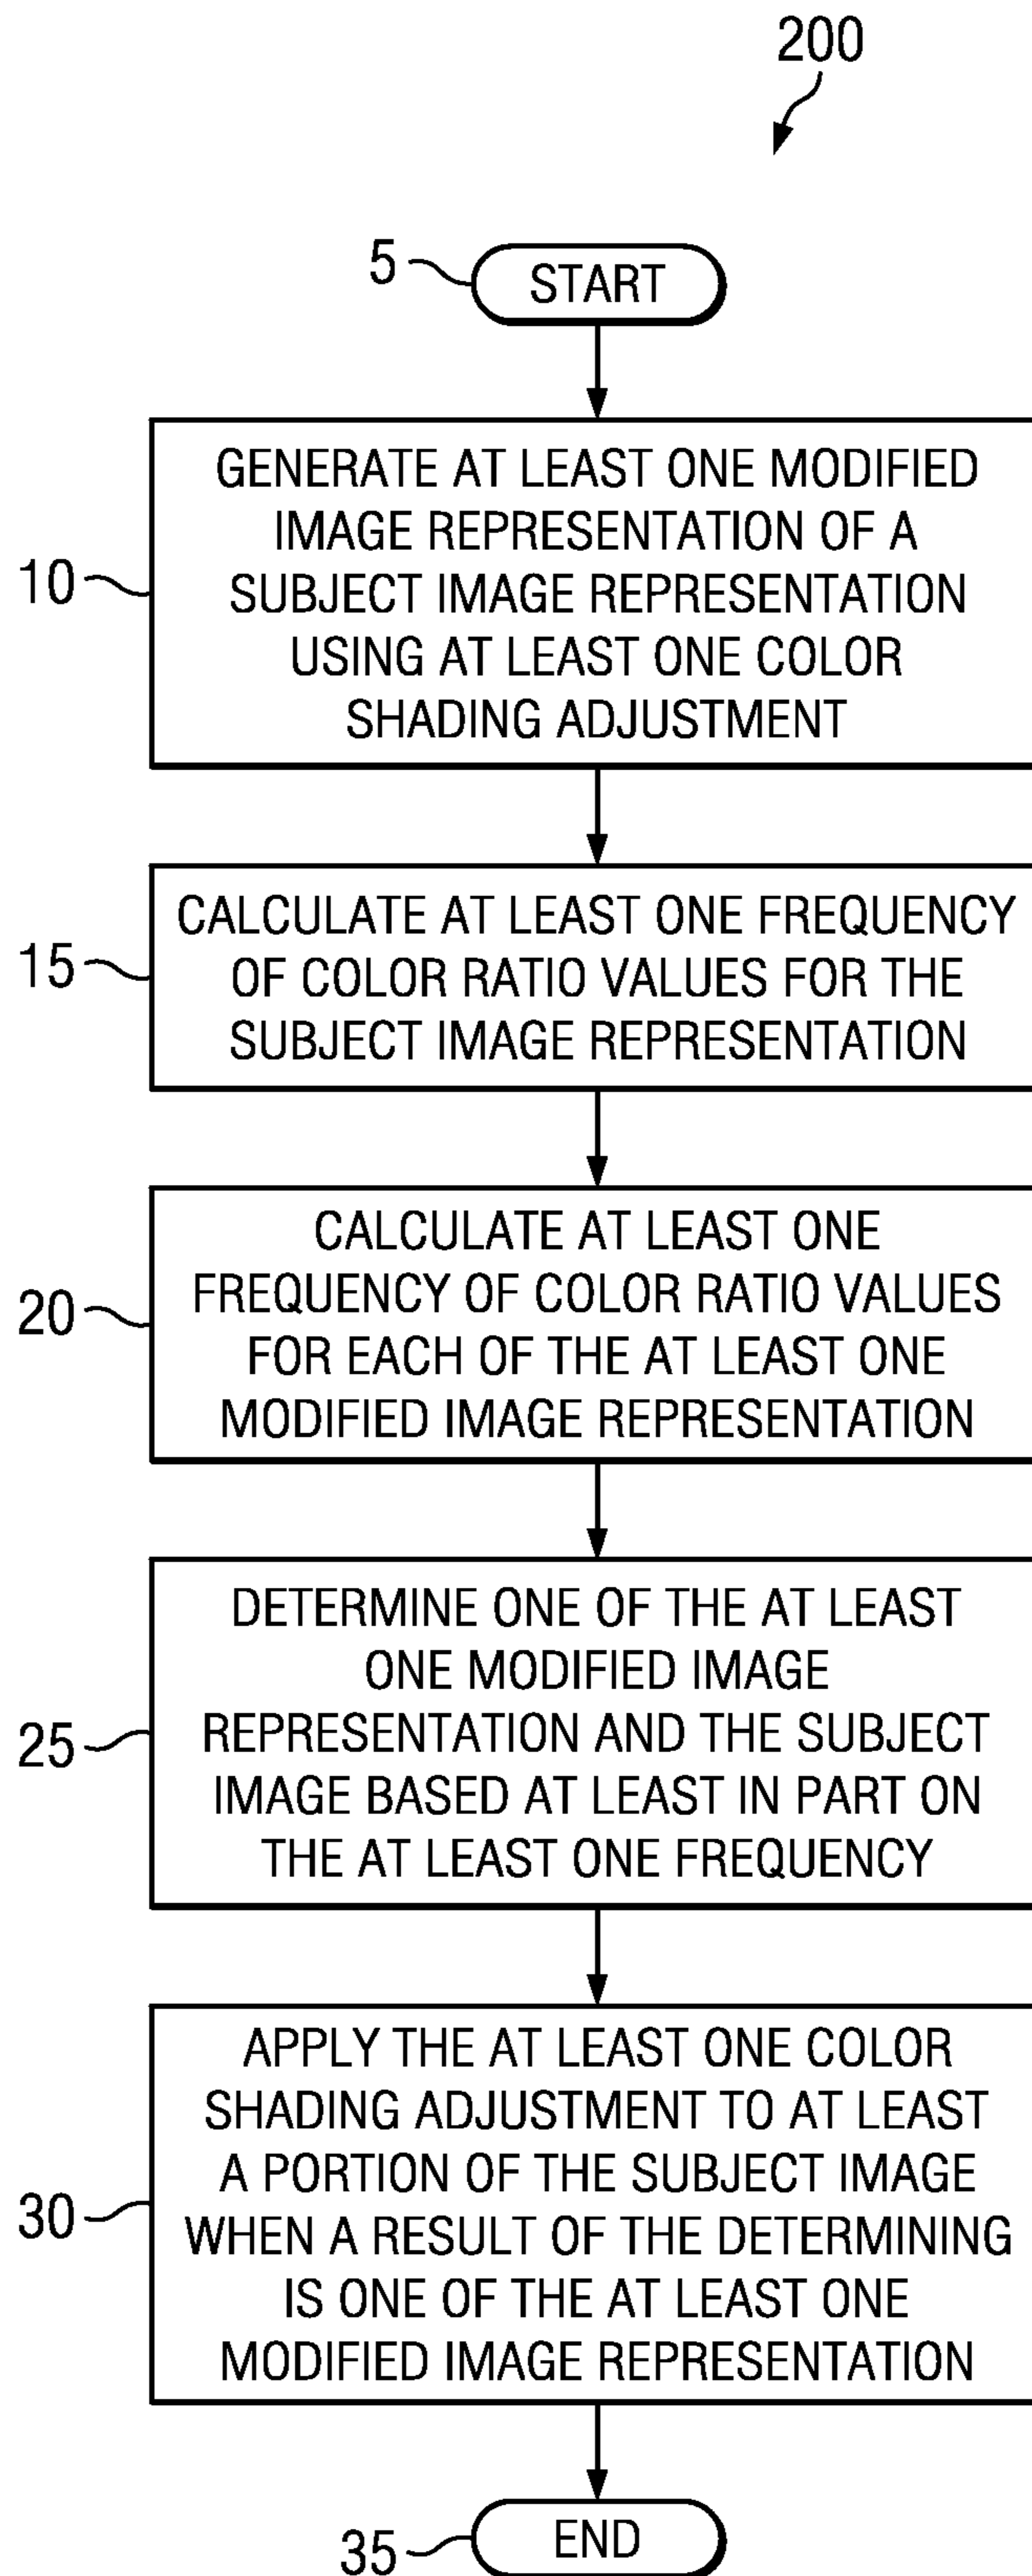 200
5
START
10
GENERATE AT LEAST ONE MODIFIED
IMAGE REPRESENTATION OF A
SUBJECT IMAGE REPRESENTATION
USING AT LEAST ONE COLOR
SHADING ADJUSTMENT
15
CALCULATE AT LEAST ONE FREQUENCY
OF COLOR RATIO VALUES FOR THE
SUBJECT IMAGE REPRESENTATION
20
CALCULATE AT LEAST ONE
FREQUENCY OF COLOR RATIO VALUES
FOR EACH OF THE AT LEAST ONE
MODIFIED IMAGE REPRESENTATION
25
DETERMINE ONE OF THE AT LEAST
ONE MODIFIED IMAGE
REPRESENTATION AND THE SUBJECT
IMAGE BASED AT LEAST IN PART ON
THE AT LEAST ONE FREQUENCY
30
APPLY THE AT LEAST ONE COLOR
SHADING ADJUSTMENT TO AT LEAST
A PORTION OF THE SUBJECT IMAGE
WHEN A RESULT OF THE DETERMINING
IS ONE OF THE AT LEAST ONE
MODIFIED IMAGE REPRESENTATION
35
END